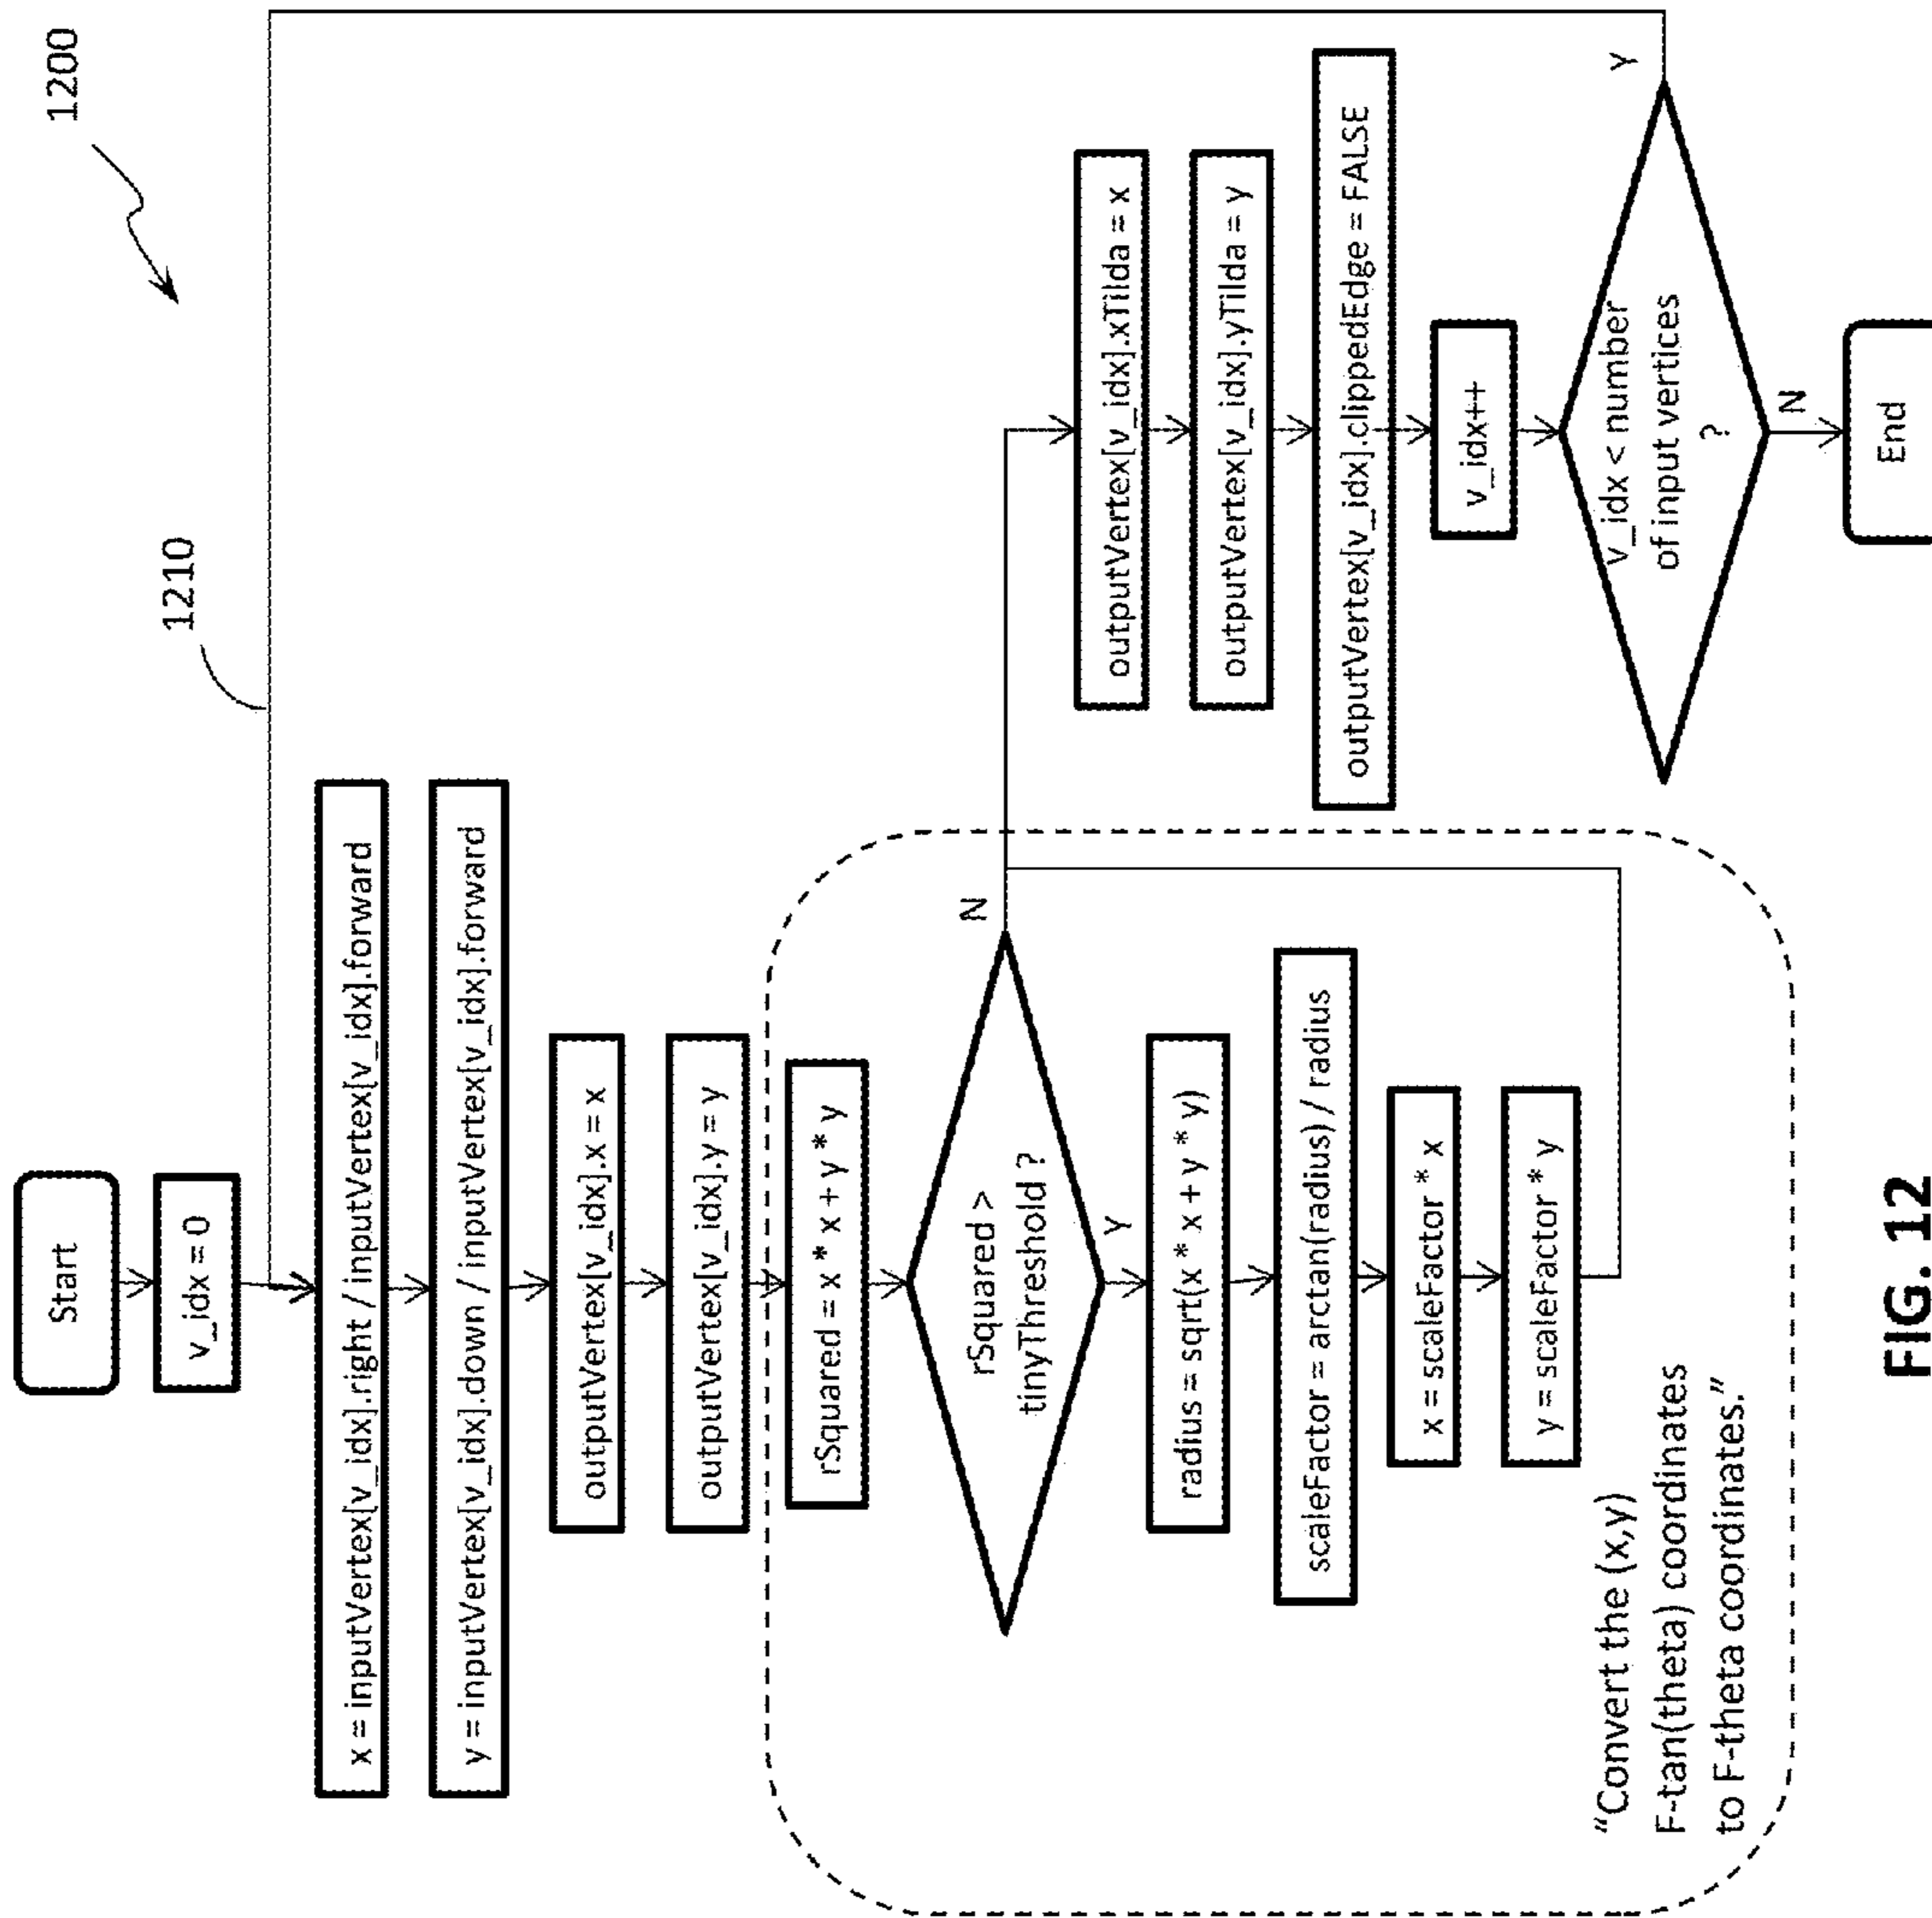 1200
1210
Start
v_idx = 0
x = inputVertex[v_idx].right / inputVertex[v_idx].forward
y = inputVertex[v_idx].down / inputVertex[v_idx].forward
outputVertex[v_idx].x = x
outputVertex[v_idx].y = y
rSquared = x * x + y * y
rSquared >
tinyThreshold ?
N
Y
radius = sqrt(x * x + y * y)
scaleFactor = arctan(radius) / radius
x = scaleFactor * x
y = scaleFactor * y
"Convert the (x,y)
F-tan(theta) coordinates
to F-theta coordinates."
outputVertex[v_idx].xTilda = x
outputVertex[v_idx].yTilda = y
outputVertex[v_idx].clippedEdge = FALSE
v_idx++
v_idx < number
of input vertices
?
Y
N
End
FIG. 12